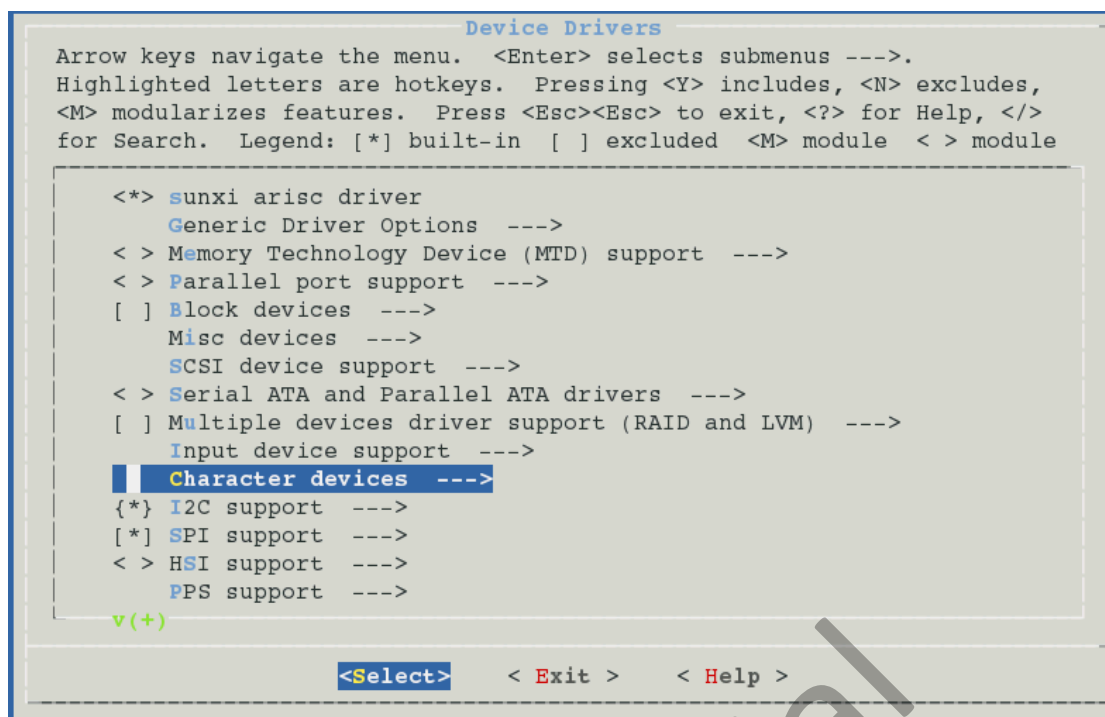 Device Drivers
Arrow keys navigate the menu.  <Enter> selects submenus --->.
Highlighted letters are hotkeys.  Pressing <Y> includes, <N> excludes,
<M> modularizes features.  Press <Esc><Esc> to exit, <?> for Help, </>
for Search.  Legend: [*] built-in  [ ] excluded  <M> module  < > module
<*> sunxi arisc driver
Generic Driver Options  --->
< > Memory Technology Device (MTD) support  --->
< > Parallel port support  --->
[ ] Block devices  --->
Misc devices  --->
SCSI device support  --->
< > Serial ATA and Parallel ATA drivers  --->
[ ] Multiple devices driver support (RAID and LVM)  --->
Input device support  --->
Character devices  --->
{*} I2C support  --->
[*] SPI support  --->
< > HSI support  --->
PPS support  --->
v(+)
<Select>    < Exit >    < Help >